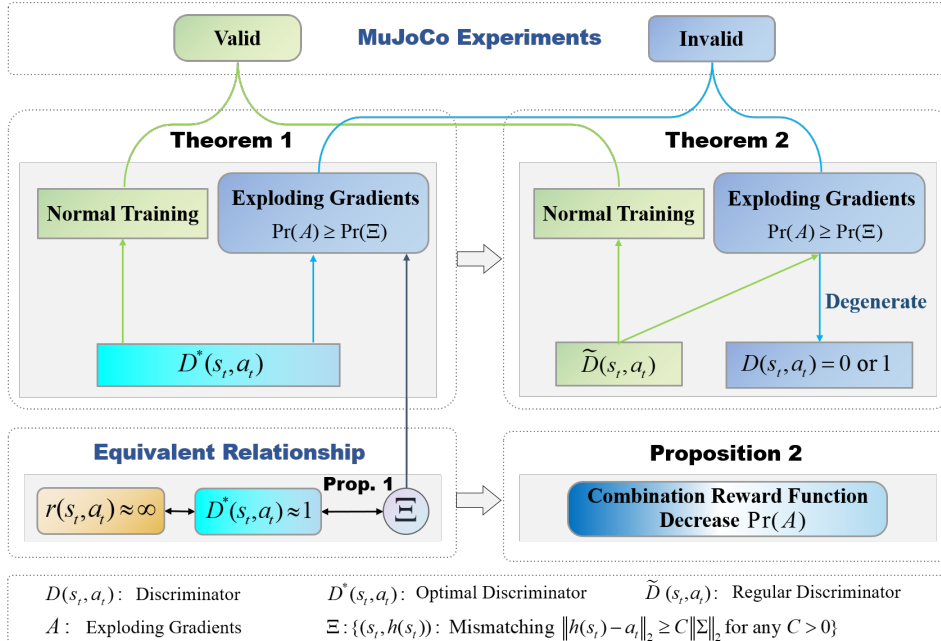 Valid
MuJoCo Experiments
Invalid
Theorem 1
Theorem 2
Normal Training
Exploding Gradients
Pr(A) ≥ Pr(Ξ)
Normal Training
Exploding Gradients
Pr(A) ≥ Pr(Ξ)
Degenerate
D*(s_t, a_t)
D̃(s_t, a_t)
D(s_t, a_t) = 0 or 1
Equivalent Relationship
Proposition 2
Prop. 1
r(s_t, a_t) ≈ ∞
D*(s_t, a_t) ≈ 1
Ξ
Combination Reward Function
Decrease Pr(A)
D(s_t, a_t) : Discriminator
D*(s_t, a_t) : Optimal Discriminator
D̃(s_t, a_t) : Regular Discriminator
A : Exploding Gradients
Ξ : {(s_t, h(s_t)) : Mismatching ‖h(s_t) − a_t‖₂ ≥ C‖Σ‖₂ for any C > 0}